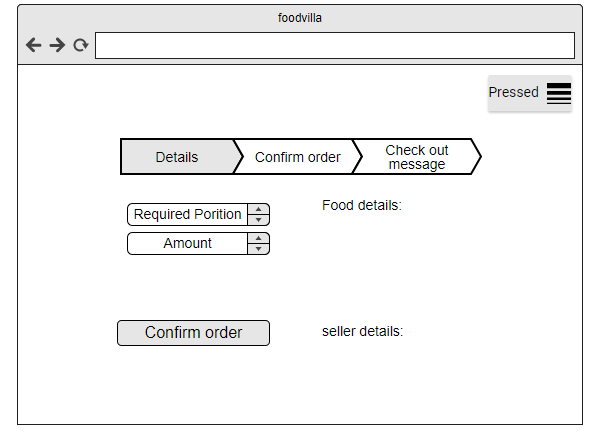 foodvilla
Pressed
Details
Confirm order
Check out
message
Required Porition
Food details:
Amount
Confirm order
seller details: